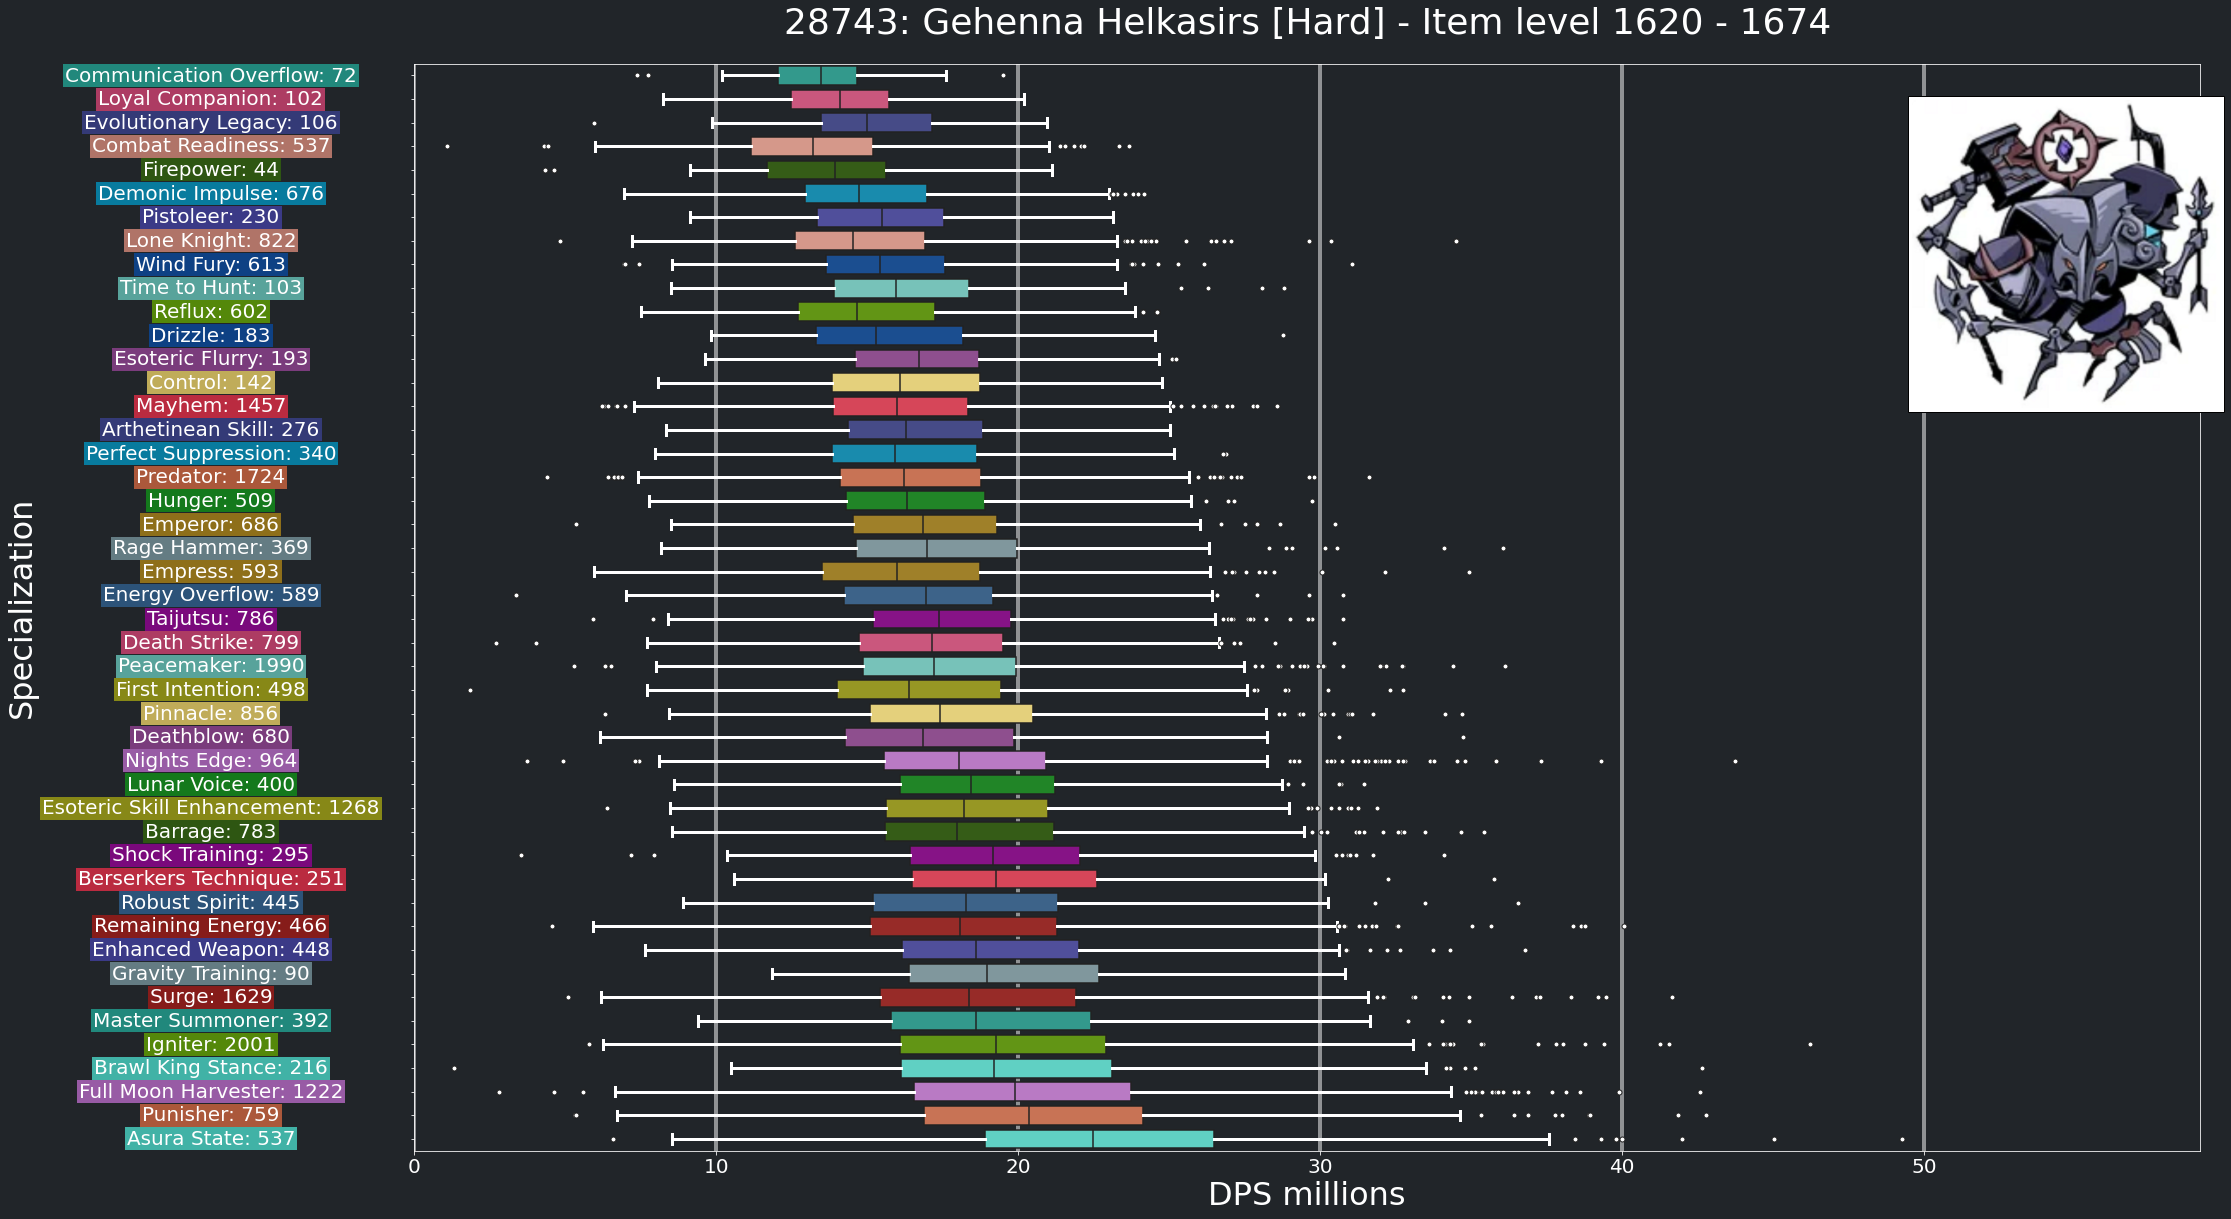 28743: Gehenna Helkasirs [Hard] - Item level 1620 - 1674
Communication Overflow: 72
Loyal Companion: 102
Evolutionary Legacy: 106
Combat Readiness: 537
Firepower: 44
Demonic Impulse: 676
Pistoleer: 230
Lone Knight: 822
Wind Fury: 613
Time to Hunt: 103
Reflux: 602
Drizzle: 183
Esoteric Flurry: 193
Control: 142
Mayhem: 1457
Arthetinean Skill: 276
Perfect Suppression: 340
Predator: 1724
Hunger: 509
Emperor: 686
Rage Hammer: 369
Empress: 593
Energy Overflow: 589
Taijutsu: 786
Death Strike: 799
Peacemaker: 1990
First Intention: 498
Pinnacle: 856
Deathblow: 680
Nights Edge: 964
Lunar Voice: 400
Esoteric Skill Enhancement: 1268
Barrage: 783
Shock Training: 295
Berserkers Technique: 251
Robust Spirit: 445
Remaining Energy: 466
Enhanced Weapon: 448
Gravity Training: 90
Surge: 1629
Master Summoner: 392
Igniter: 2001
Brawl King Stance: 216
Full Moon Harvester: 1222
Punisher: 759
Asura State: 537
Specialization
0 10 20 30 40 50
DPS millions